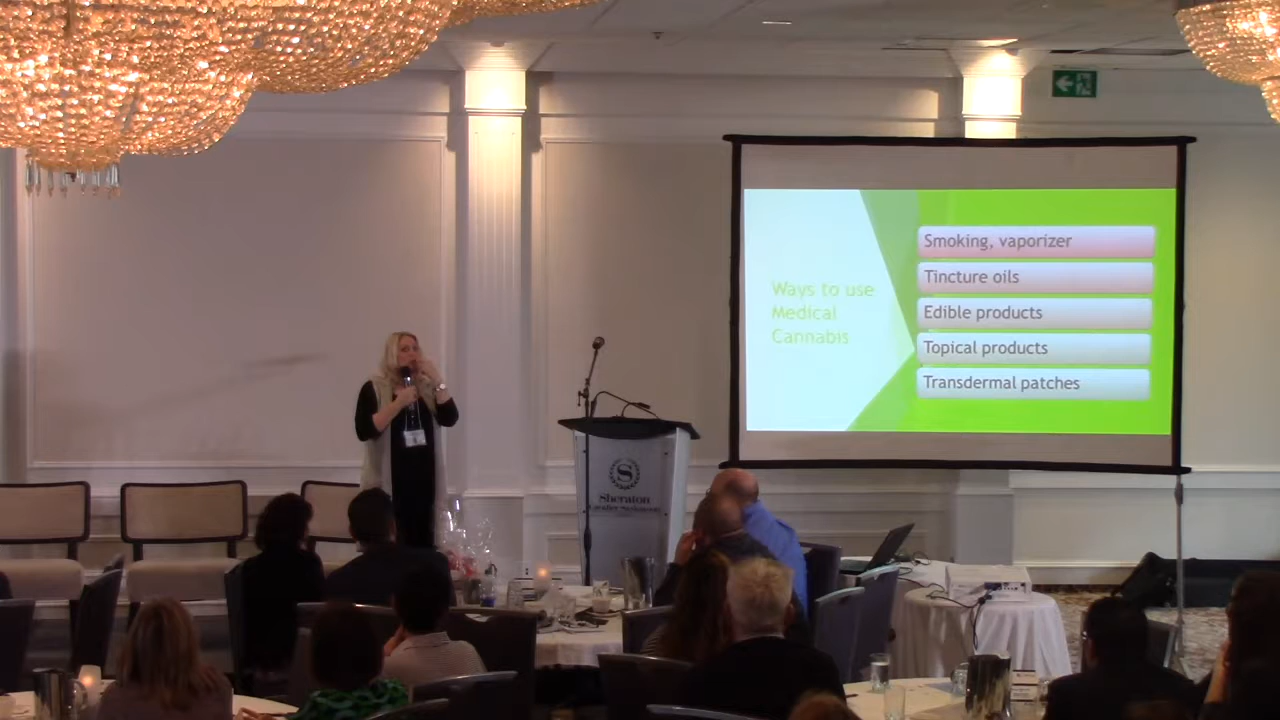 Ways to use
Medical
Cannabis
Smoking, vaporizer
Tincture oils
Edible products
Topical products
Transdermal patches
S
Sheraton